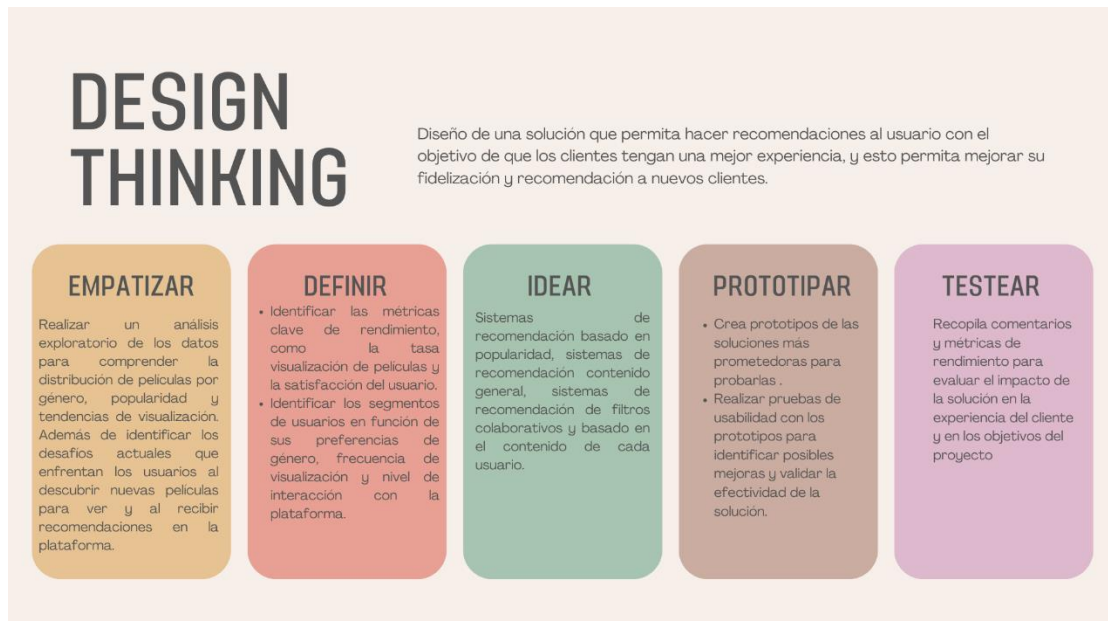 DESIGN
THINKING
Diseño de una solución que permita hacer recomendaciones al usuario con el
objetivo de que los clientes tengan una mejor experiencia, y esto permita mejorar su
fidelización y recomendación a nuevos clientes.
EMPATIZAR
Realizar un análisis
exploratorio de los datos
para comprender la
distribución de películas por
género, popularidad y
tendencias de visualización.
Además de identificar los
desafíos actuales que
enfrentan los usuarios al
descubrir nuevas películas
para ver y al recibir
recomendaciones en la
plataforma.
DEFINIR
• Identificar las métricas
clave de rendimiento,
como la tasa
visualización de películas y
la satisfacción del usuario.
• Identificar los segmentos
de usuarios en función de
sus preferencias de
género, frecuencia de
visualización y nivel de
interacción con la
plataforma.
IDEAR
Sistemas de
recomendación basado en
popularidad, sistemas de
recomendación contenido
general, sistemas de
recomendación de filtros
colaborativos y basado en
el contenido de cada
usuario.
PROTOTIPAR
• Crea prototipos de las
soluciones más
prometedoras para
probarlas .
• Realizar pruebas de
usabilidad con los
prototipos para
identificar posibles
mejoras y validar la
efectividad de la
solución.
TESTEAR
Recopila comentarios
y métricas de
rendimiento para
evaluar el impacto de
la solución en la
experiencia del cliente
y en los objetivos del
proyecto